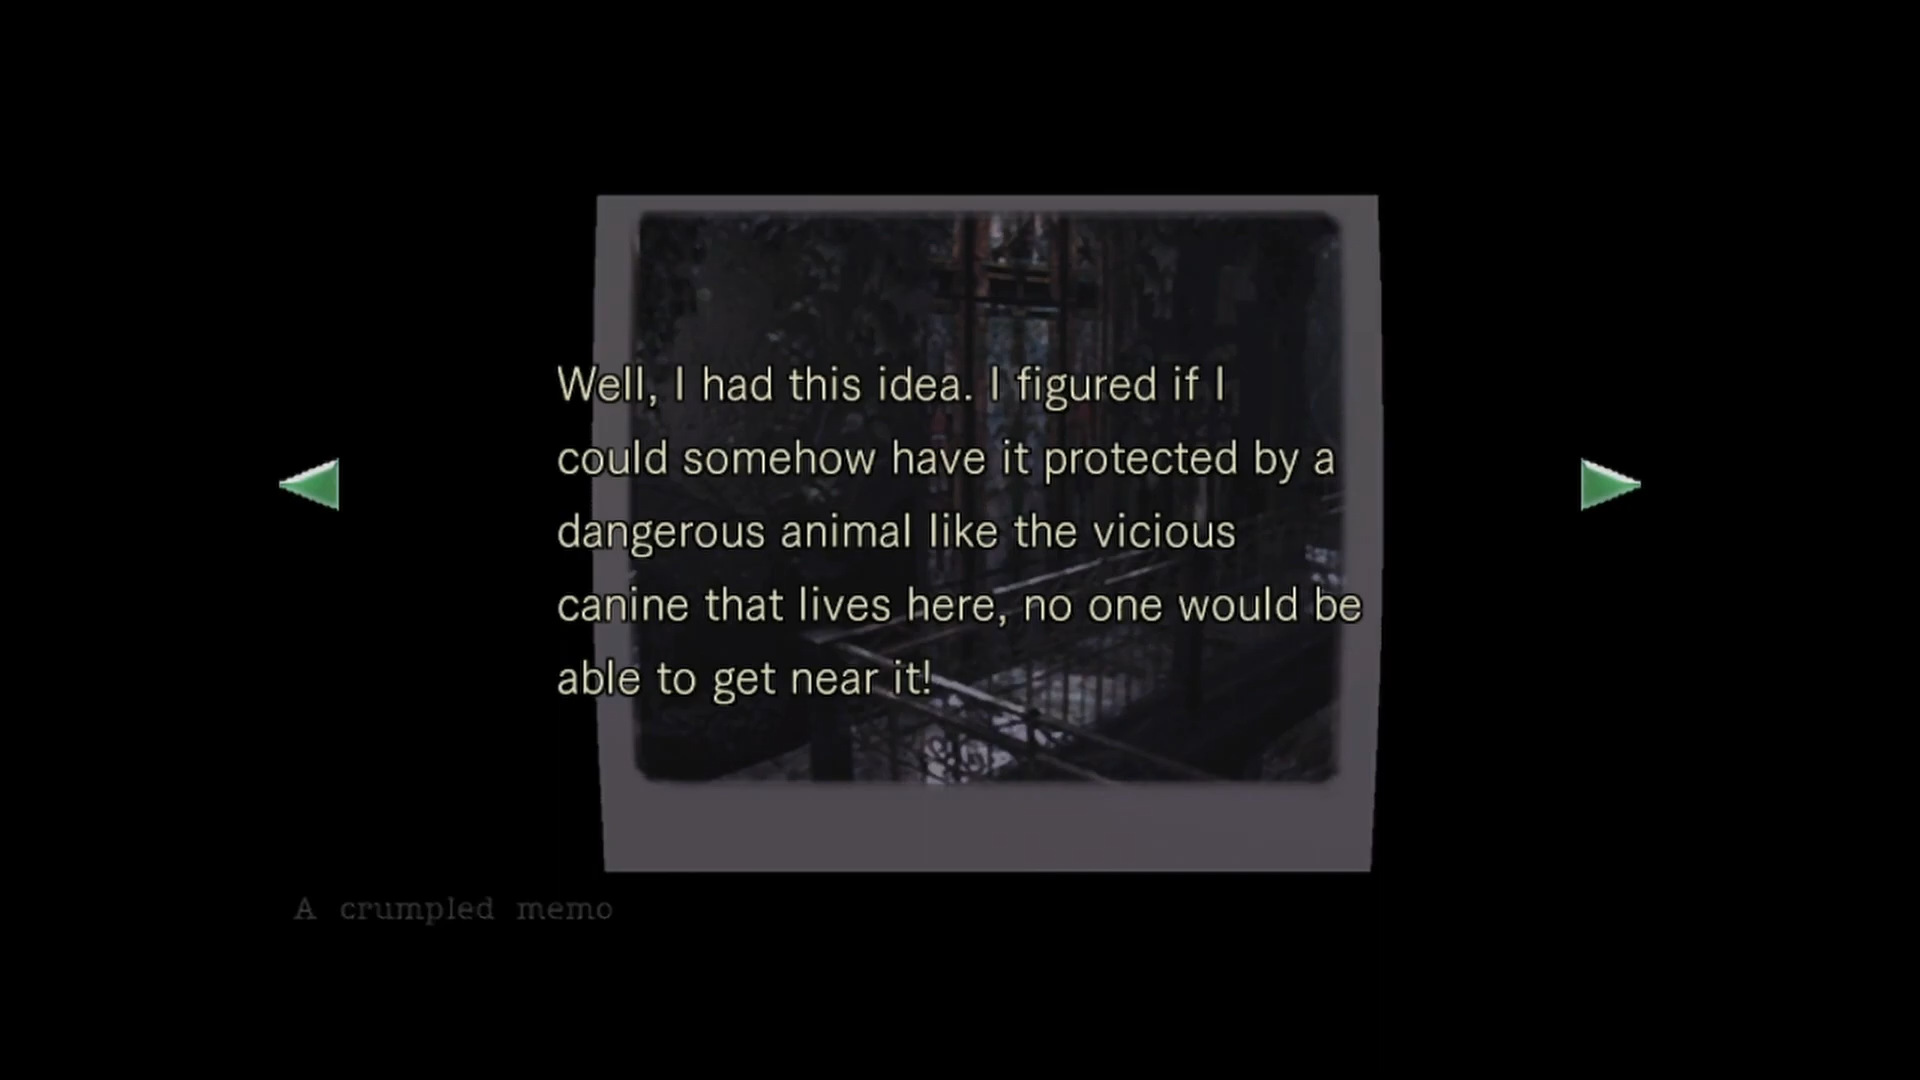 Well, I had this idea. I figured if I
could somehow have it protected by a
dangerous animal like the vicious
canine that lives here, no one would be
able to get near it!
A crumpled memo